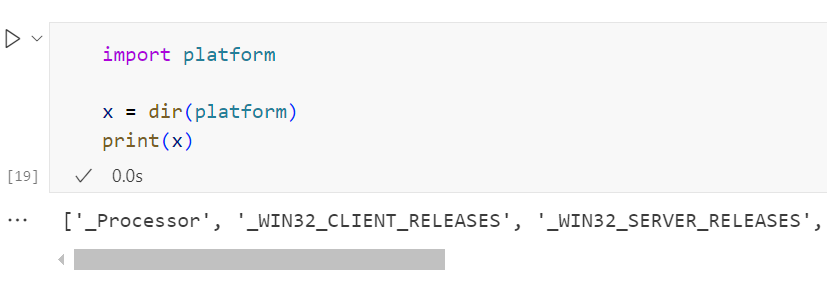 import platform
x = dir(platform)
print(x)
[19]
0.0s
... ['_Processor', '_WIN32_CLIENT_RELEASES', '_WIN32_SERVER_RELEASES',